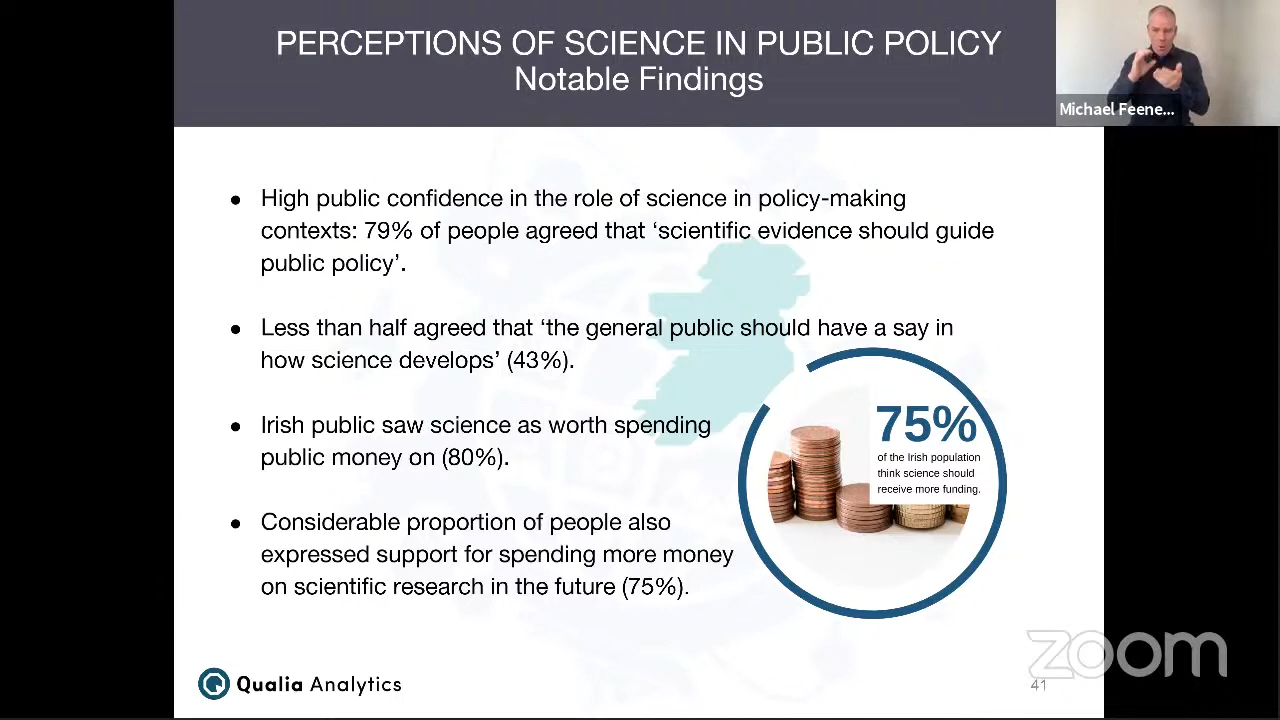 PERCEPTIONS OF SCIENCE IN PUBLIC POLICY
Notable Findings
Michael Feene...
● High public confidence in the role of science in policy-making
contexts: 79% of people agreed that ‘scientific evidence should guide
public policy’.
● Less than half agreed that ‘the general public should have a say in
how science develops’ (43%).
● Irish public saw science as worth spending
public money on (80%).
● Considerable proportion of people also
expressed support for spending more money
on scientific research in the future (75%).
75%
of the Irish population
think science should
receive more funding.
Qualia Analytics
zoom
41